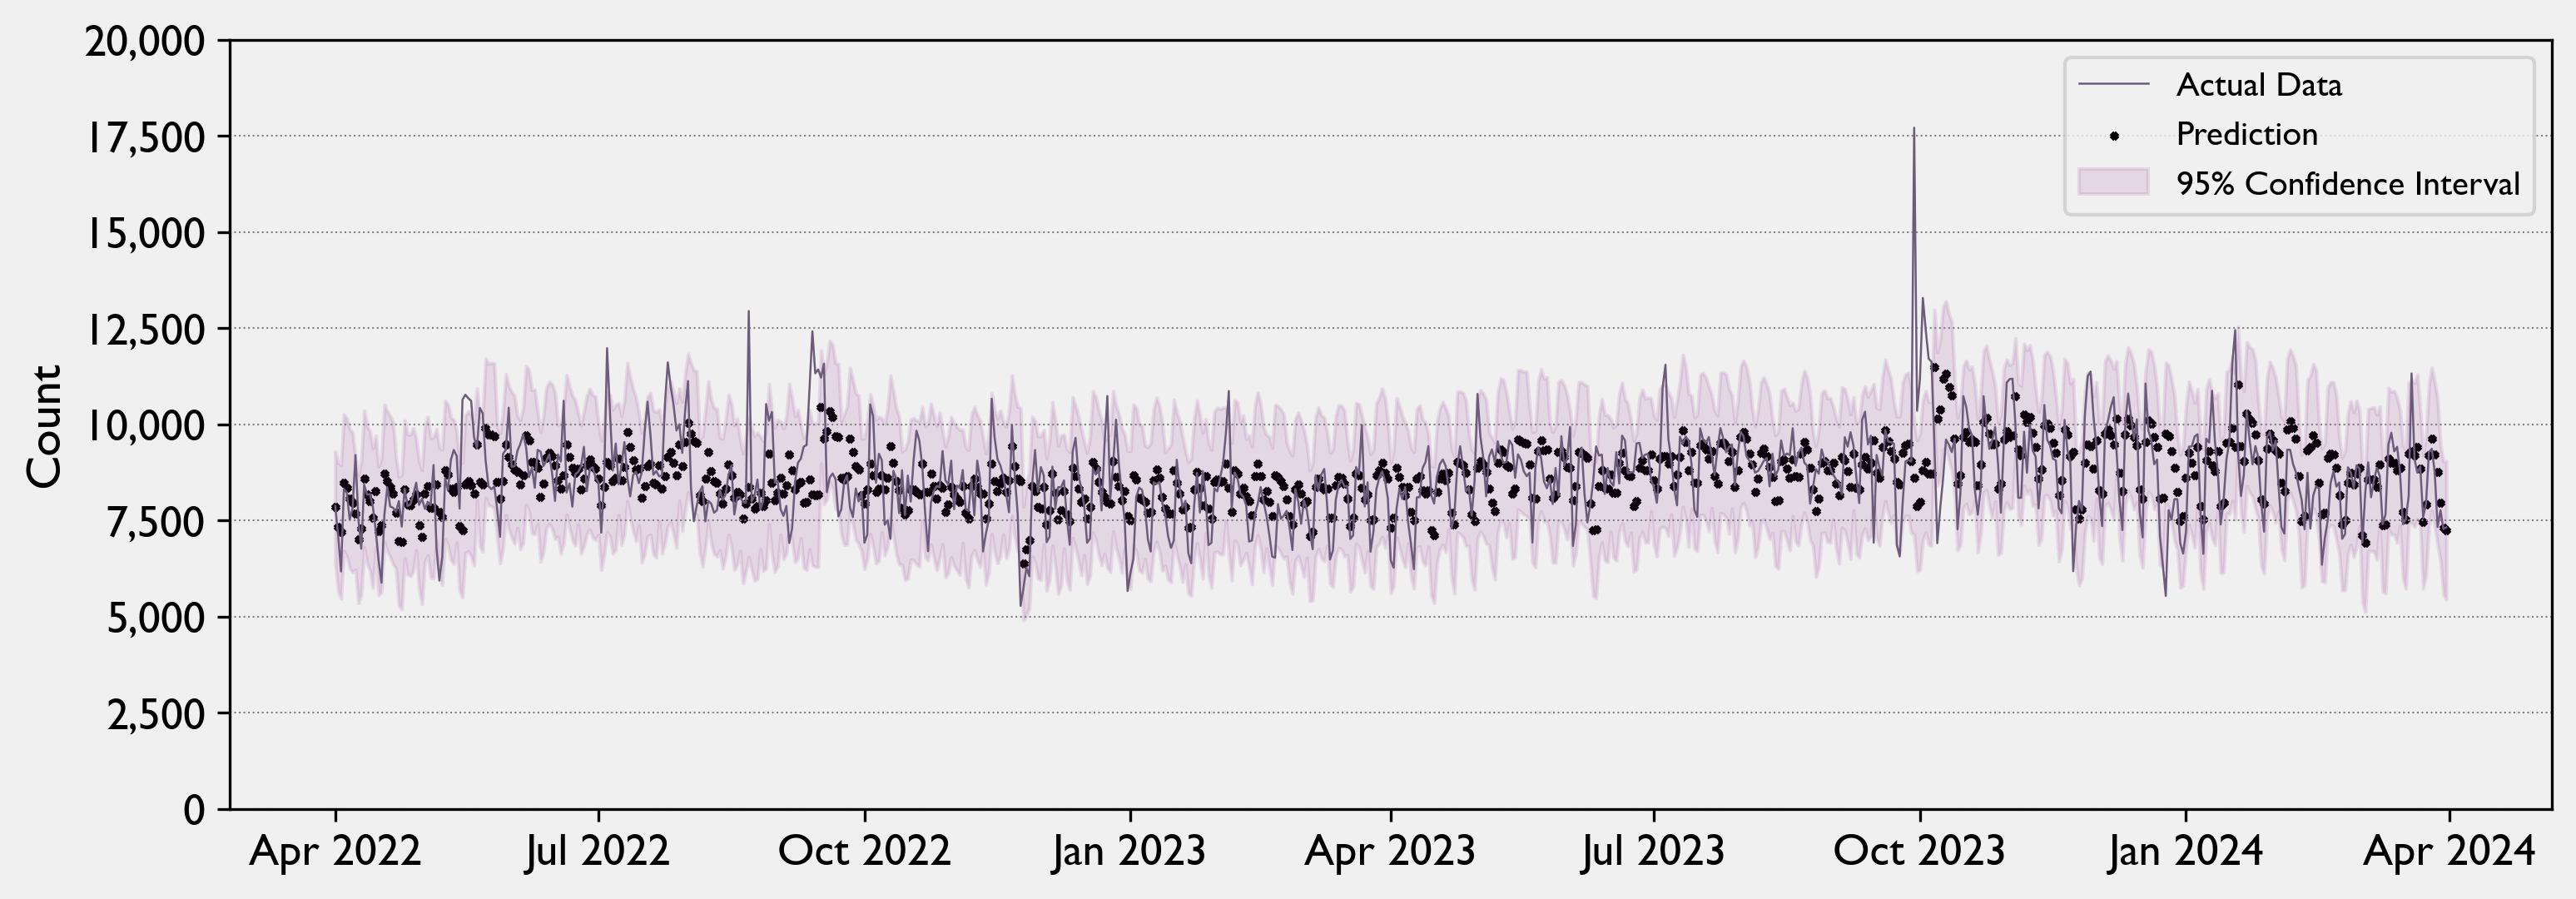 20,000
17,500
15,000
12,500
10,000
7,500
5,000
2,500
0
Count
Actual Data
Prediction
95% Confidence Interval
Apr 2022
Jul 2022
Oct 2022
Jan 2023
Apr 2023
Jul 2023
Oct 2023
Jan 2024
Apr 2024